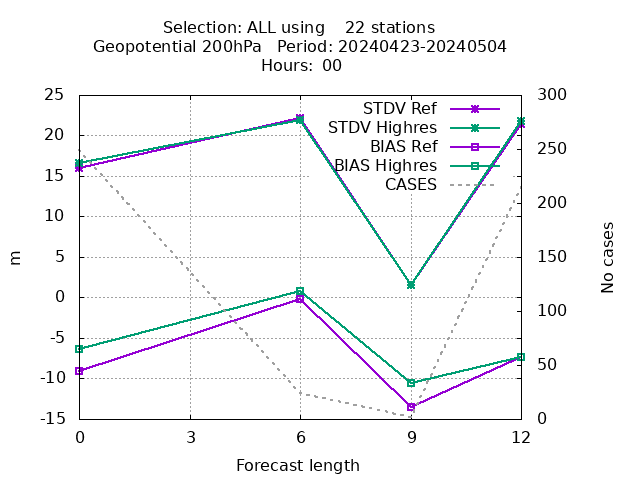 Selection: ALL using    22 stations
Geopotential 200hPa   Period: 20240423-20240504
Hours: 00
STDV Ref
STDV Highres
BIAS Ref
BIAS Highres
CASES
25
20
15
10
5
0
-5
-10
-15
300
250
200
150
100
50
0
m
No cases
0
3
6
9
12
Forecast length